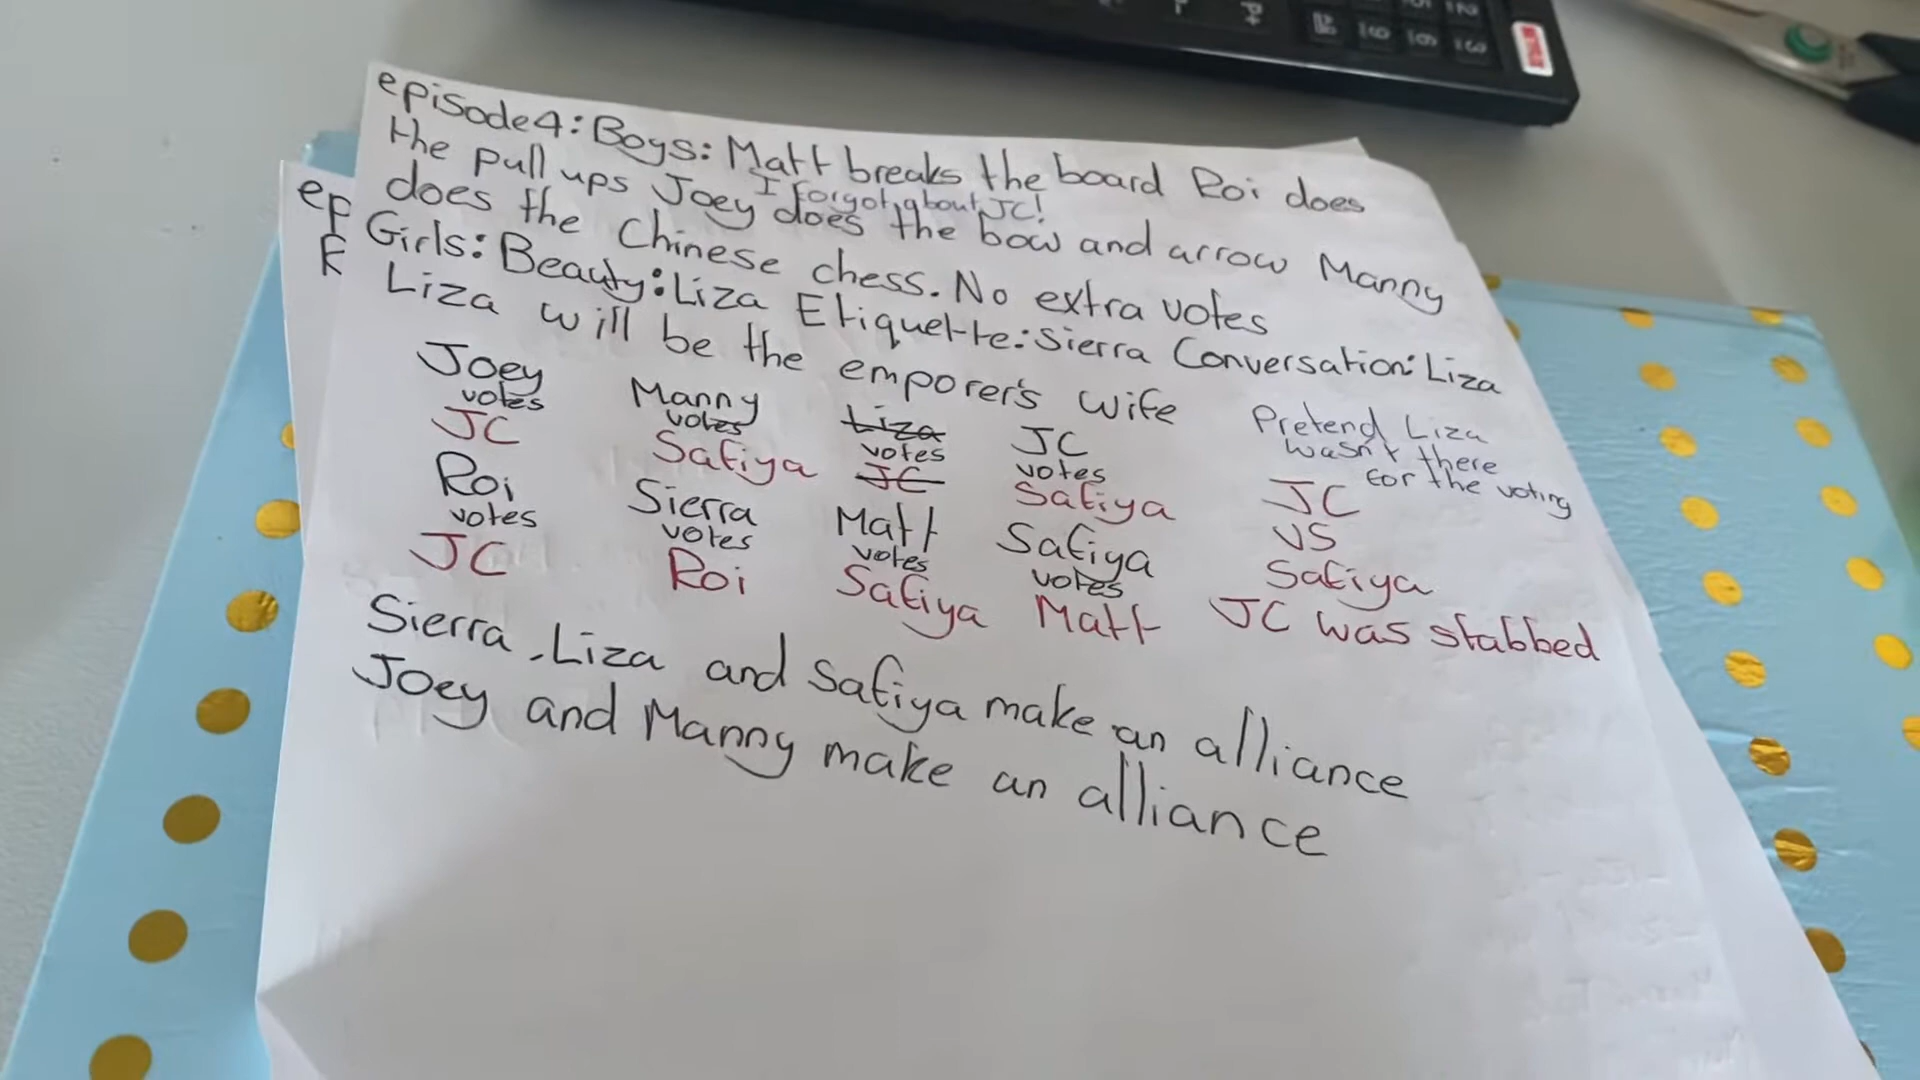 episode4: Boys: Matt breaks the board Roi does
the pull ups Joey does the bow and arrow Manny
I forgot about JC!
does the Chinese chess. No extra votes
Girls: Beauty: Liza Etiquette: Sierra Conversation: Liza
Liza will be the emporer's wife
Joey votes JC
Manny votes Safiya
Liza votes JC
JC votes Safiya
Pretend Liza
wasn't there
for the voting
Roi votes JC
Sierra votes Roi
Matt votes Safiya
Safiya votes Matt
JC
VS
Safiya
JC was stabbed
Sierra, Liza and Safiya make an alliance
Joey and Manny make an alliance
ep